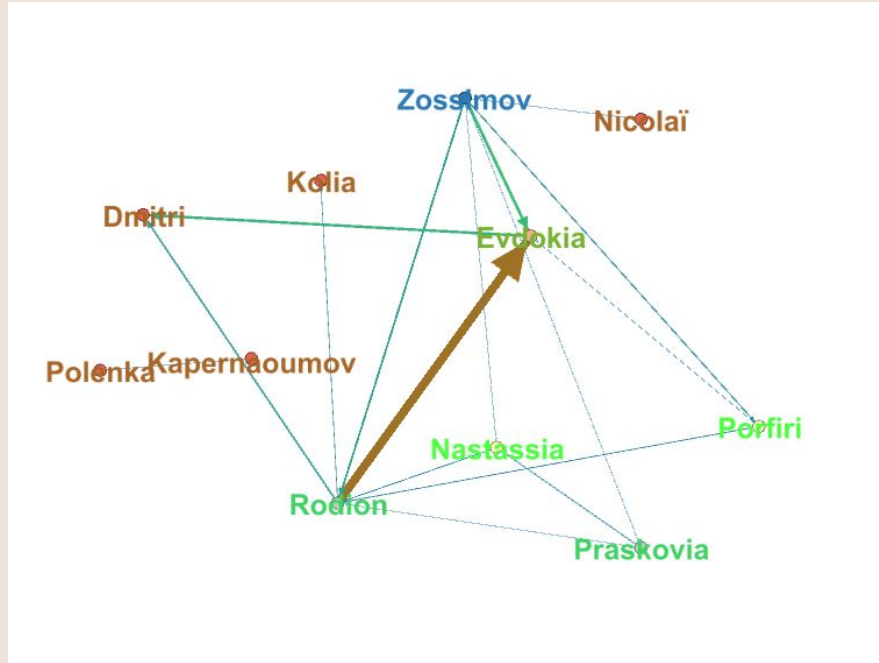 Zossimov
Nicolaï
Kolia
Dmitri
Evdokia
Polenka
Kapernaoumov
Porfiri
Nastassia
Rodion
Praskovia